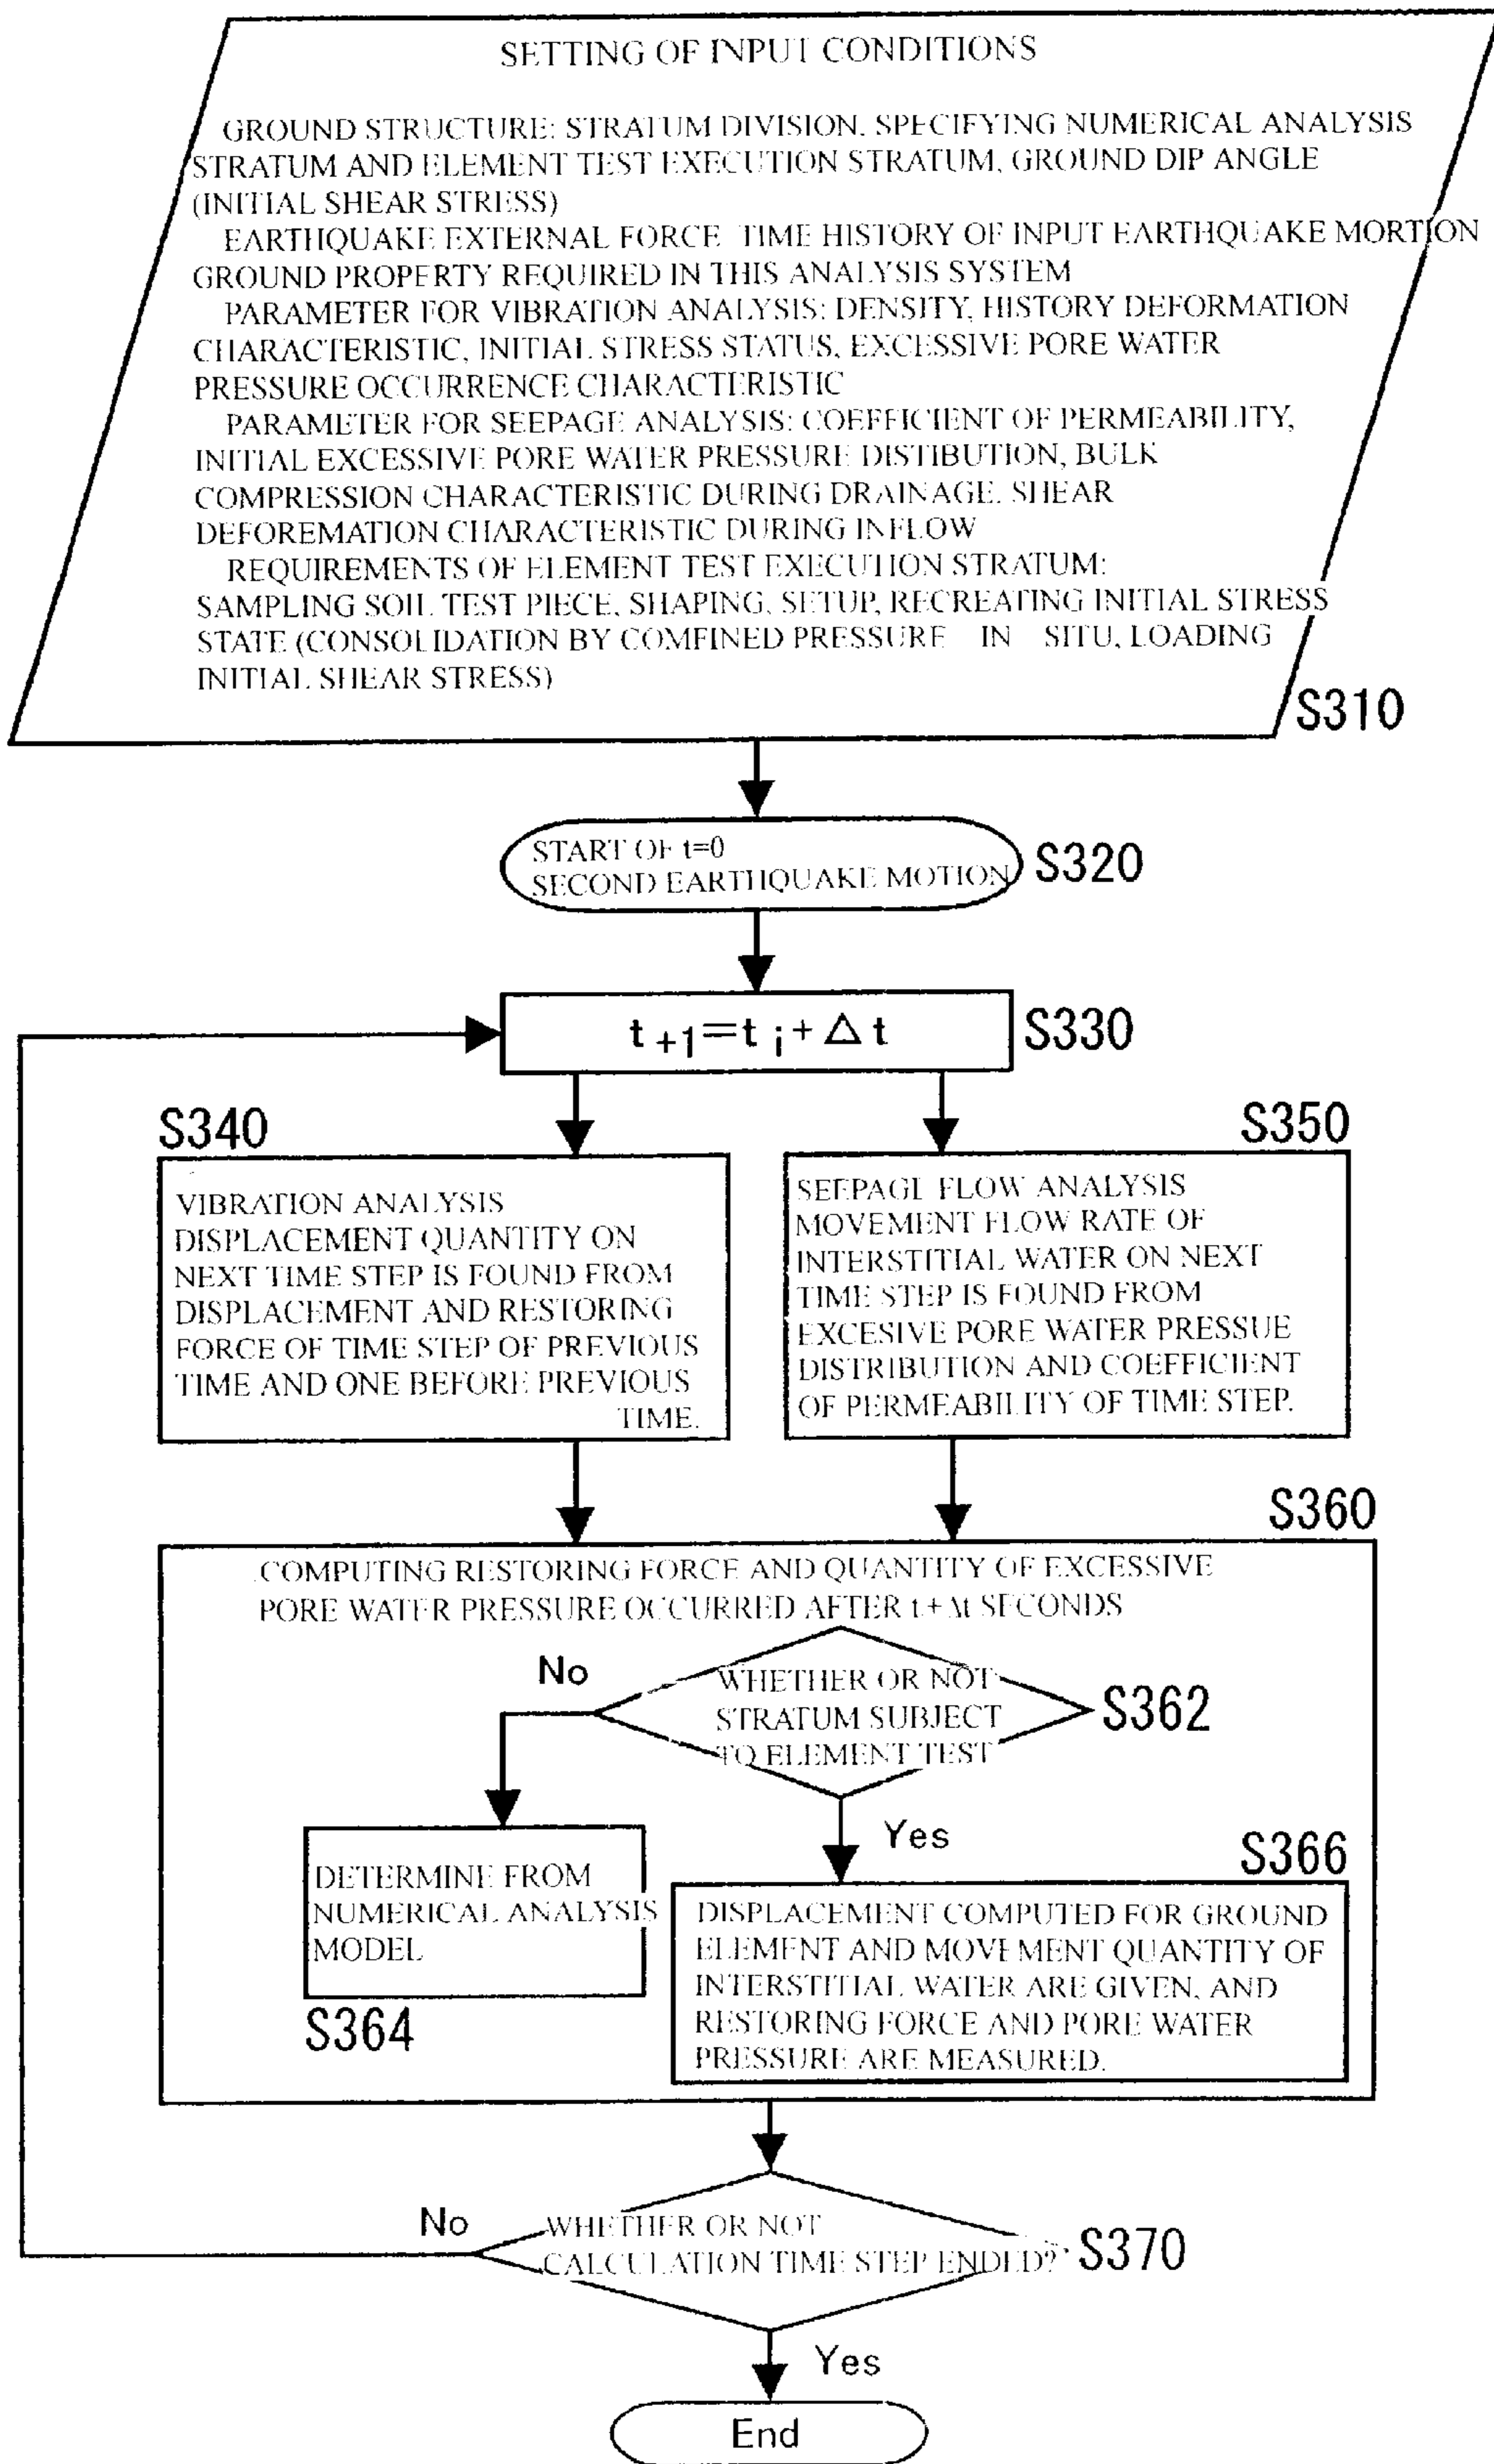 SETTING OF INPUT CONDITIONS
GROUND STRUCTURE: STRATUM DIVISION. SPECIFYING NUMERICAL ANALYSIS
STRATUM AND ELEMENT TEST EXECUTION STRATUM, GROUND DIP ANGLE
(INITIAL SHEAR STRESS)
EARTHQUAKE EXTERNAL FORCE TIME HISTORY OF INPUT EARTHQUAKE MORTION
GROUND PROPERTY REQUIRED IN THIS ANALYSIS SYSTEM
PARAMETER FOR VIBRATION ANALYSIS: DENSITY, HISTORY DEFORMATION
CHARACTERISTIC, INITIAL STRESS STATUS, EXCESSIVE PORE WATER
PRESSURE OCCURRENCE CHARACTERISTIC
PARAMETER FOR SEEPAGE ANALYSIS: COEFFICIENT OF PERMEABILITY,
INITIAL EXCESSIVE PORE WATER PRESSURE DISTIBUTION, BULK
COMPRESSION CHARACTERISTIC DURING DRAINAGE. SHEAR
DEFOREMATION CHARACTERISTIC DURING INFLOW
REQUIREMENTS OF ELEMENT TEST EXECUTION STRATUM:
SAMPLING SOIL TEST PIECE, SHAPING, SETUP, RECREATING INITIAL STRESS
STATE (CONSOLIDATION BY COMFINED PRESSURE IN SITU, LOADING
INITIAL SHEAR STRESS)
S310
START OF t=0
SECOND EARTHQUAKE MOTION
S320
t +1=t i+ Δ t
S330
S340
VIBRATION ANALYSIS
DISPLACEMENT QUANTITY ON
NEXT TIME STEP IS FOUND FROM
DISPLACEMENT AND RESTORING
FORCE OF TIME STEP OF PREVIOUS
TIME AND ONE BEFORE PREVIOUS
TIME.
S350
SEEPAGE FLOW ANALYSIS
MOVEMENT FLOW RATE OF
INTERSTITIAL WATER ON NEXT
TIME STEP IS FOUND FROM
EXCESIVE PORE WATER PRESSUE
DISTRIBUTION AND COEFFICIENT
OF PERMEABILITY OF TIME STEP.
S360
COMPUTING RESTORING FORCE AND QUANTITY OF EXCESSIVE
PORE WATER PRESSURE OCCURRED AFTER t+Δt SECONDS
No
WHETHER OR NOT
STRATUM SUBJECT
TO ELEMENT TEST
S362
Yes
DETERMINE FROM
NUMERICAL ANALYSIS
MODEL
S364
S366
DISPLACEMENT COMPUTED FOR GROUND
ELEMENT AND MOVEMENT QUANTITY OF
INTERSTITIAL WATER ARE GIVEN, AND
RESTORING FORCE AND PORE WATER
PRESSURE ARE MEASURED.
No
WHETHER OR NOT
CALCULATION TIME STEP ENDED?
S370
Yes
End